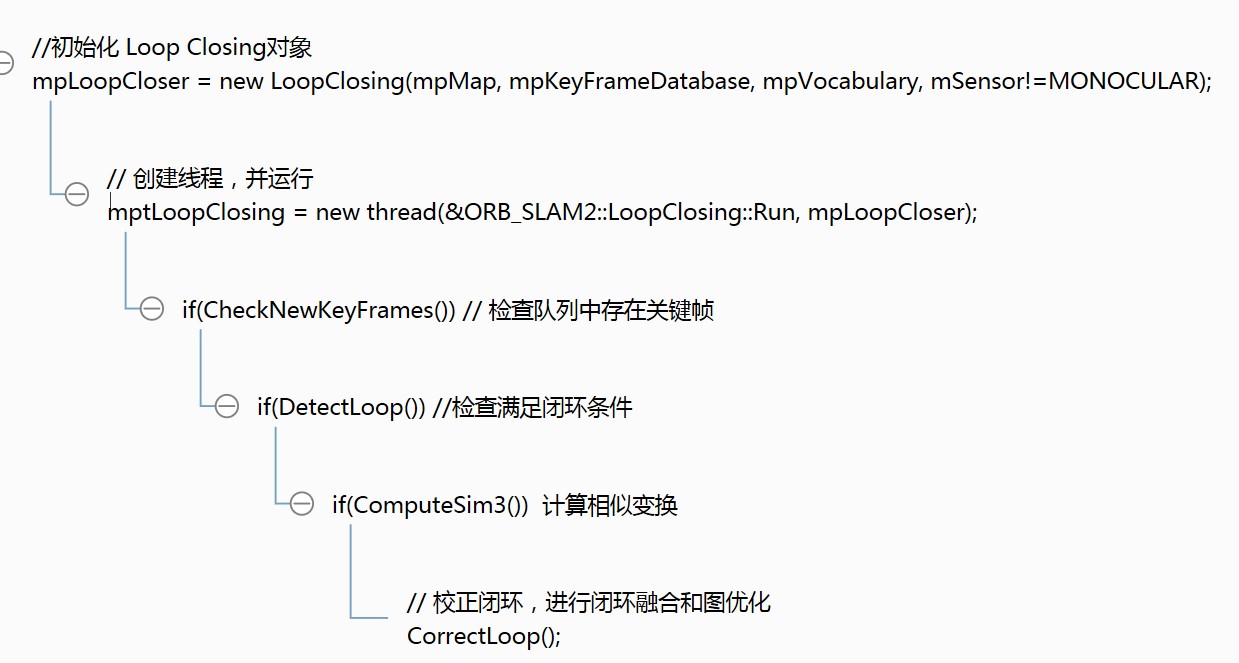 //初始化 Loop Closing对象
mpLoopCloser = new LoopClosing(mpMap, mpKeyFrameDatabase, mpVocabulary, mSensor!=MONOCULAR);
// 创建线程，并运行
mptLoopClosing = new thread(&ORB_SLAM2::LoopClosing::Run, mpLoopCloser);
if(CheckNewKeyFrames()) // 检查队列中存在关键帧
if(DetectLoop()) //检查满足闭环条件
if(ComputeSim3())  计算相似变换
// 校正闭环，进行闭环融合和图优化
CorrectLoop();